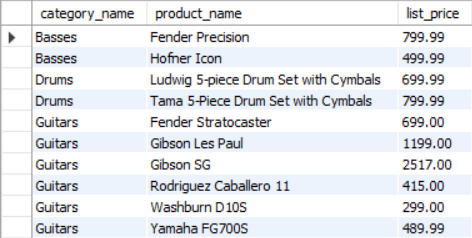 category_name product_name list_price
Basses Fender Precision 799.99
Basses Hofner Icon 499.99
Drums Ludwig 5-piece Drum Set with Cymbals 699.99
Drums Tama 5-Piece Drum Set with Cymbals 799.99
Guitars Fender Stratocaster 699.00
Guitars Gibson Les Paul 1199.00
Guitars Gibson SG 2517.00
Guitars Rodriguez Caballero 11 415.00
Guitars Washburn D10S 299.00
Guitars Yamaha FG700S 489.99